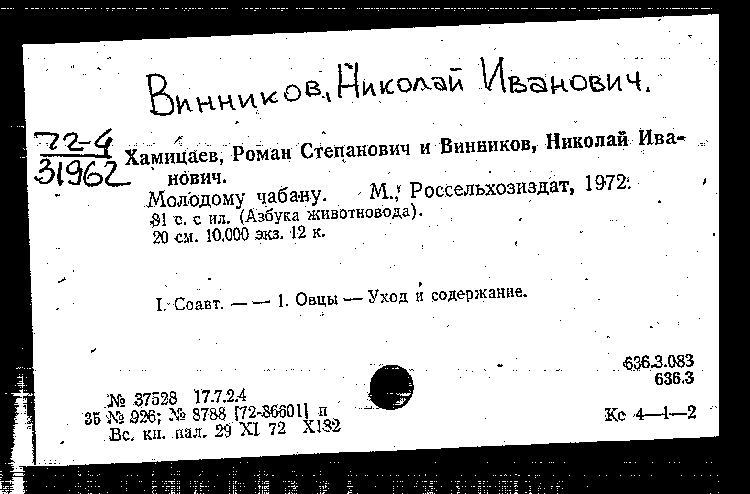 Винников, Николай Иванович.
72-4
31962
Хамицаев, Роман Степанович и Винников, Николай Ива-
нович.
Молодому чабану. М., Россельхозиздат, 1972.
81 с. с ил. (Азбука животновода).
20 см. 10.000 экз. 12 к.
I. Соавт. — — 1. Овцы — Уход и содержание.
636.3.083
636.3
№ 37528 17.7.2.4
35 № 926; № 8788 [72-36601] п
Вс. кн. пал. 29 XI 72 X182
Кс 4—1—2